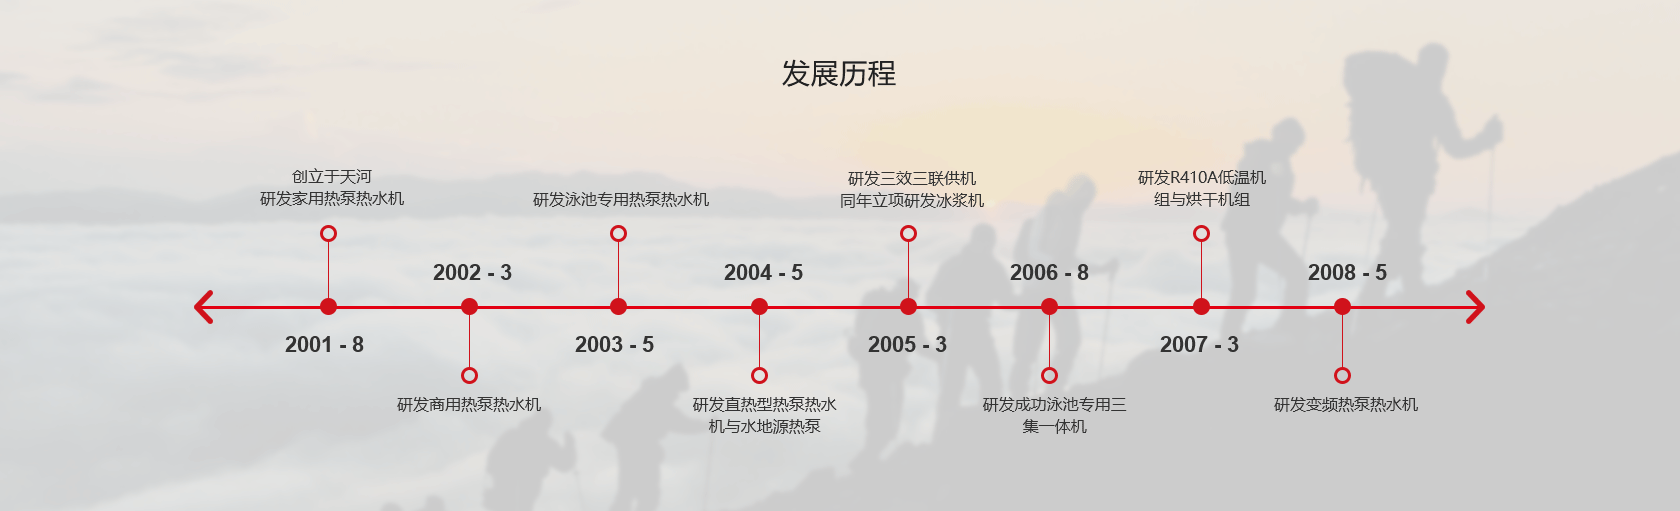 发展历程
创立于天河
研发家用热泵热水机
2001 - 8
2002 - 3
研发商用热泵热水机
研发泳池专用热泵热水机
2003 - 5
2004 - 5
研发直热型热泵热水
机与水地源热泵
研发三效三联供机
同年立项研发冰浆机
2005 - 3
2006 - 8
研发成功泳池专用三
集一体机
研发R410A低温机
组与烘干机组
2007 - 3
2008 - 5
研发变频热泵热水机